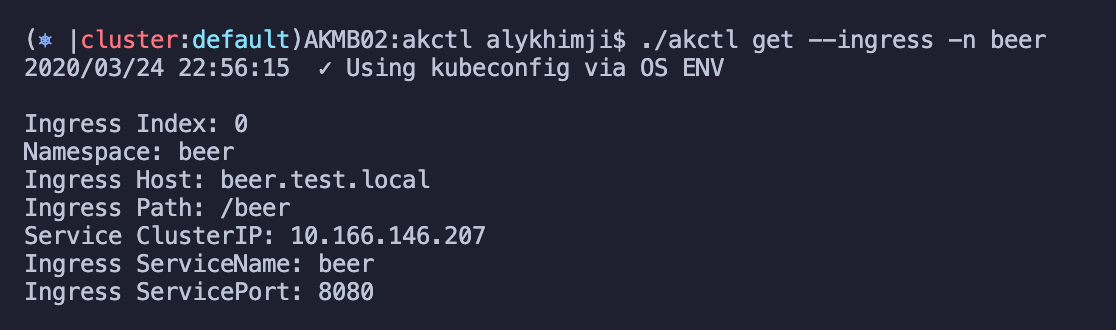 (⎈ |cluster:default)AKMB02:akctl alykhimji$ ./akctl get --ingress -n beer
2020/03/24 22:56:15  ✓ Using kubeconfig via OS ENV
Ingress Index: 0
Namespace: beer
Ingress Host: beer.test.local
Ingress Path: /beer
Service ClusterIP: 10.166.146.207
Ingress ServiceName: beer
Ingress ServicePort: 8080